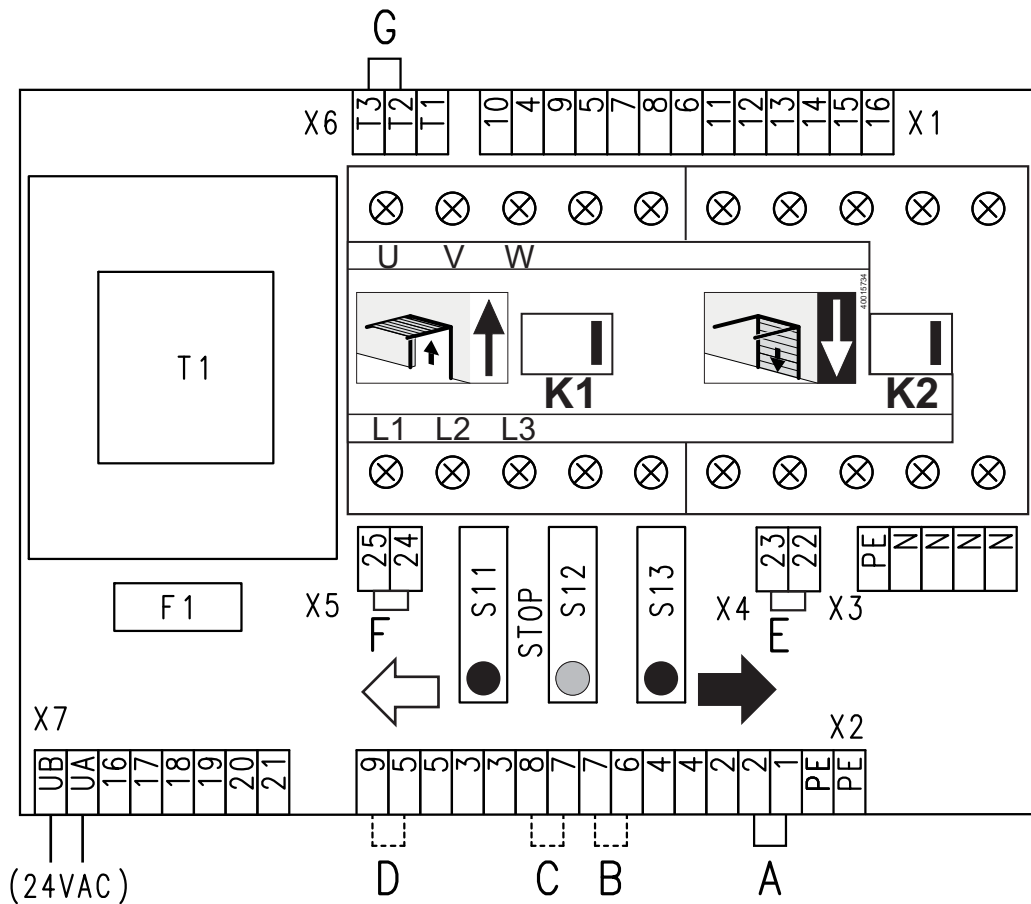 G
X6 T3 T2 T1 10 4 9 5 7 8 6 11 12 13 14 15 16 X1
U V W
T1
40015734
K1 K2
L1 L2 L3
25 24 S11 STOP S12 S13 23 22 PE N N N N
F1 X5 X4 X3
F E
X7 X2
UB UA 16 17 18 19 20 21 9 5 5 3 3 8 7 7 6 4 4 2 2 1 PE PE
(24VAC) D C B A